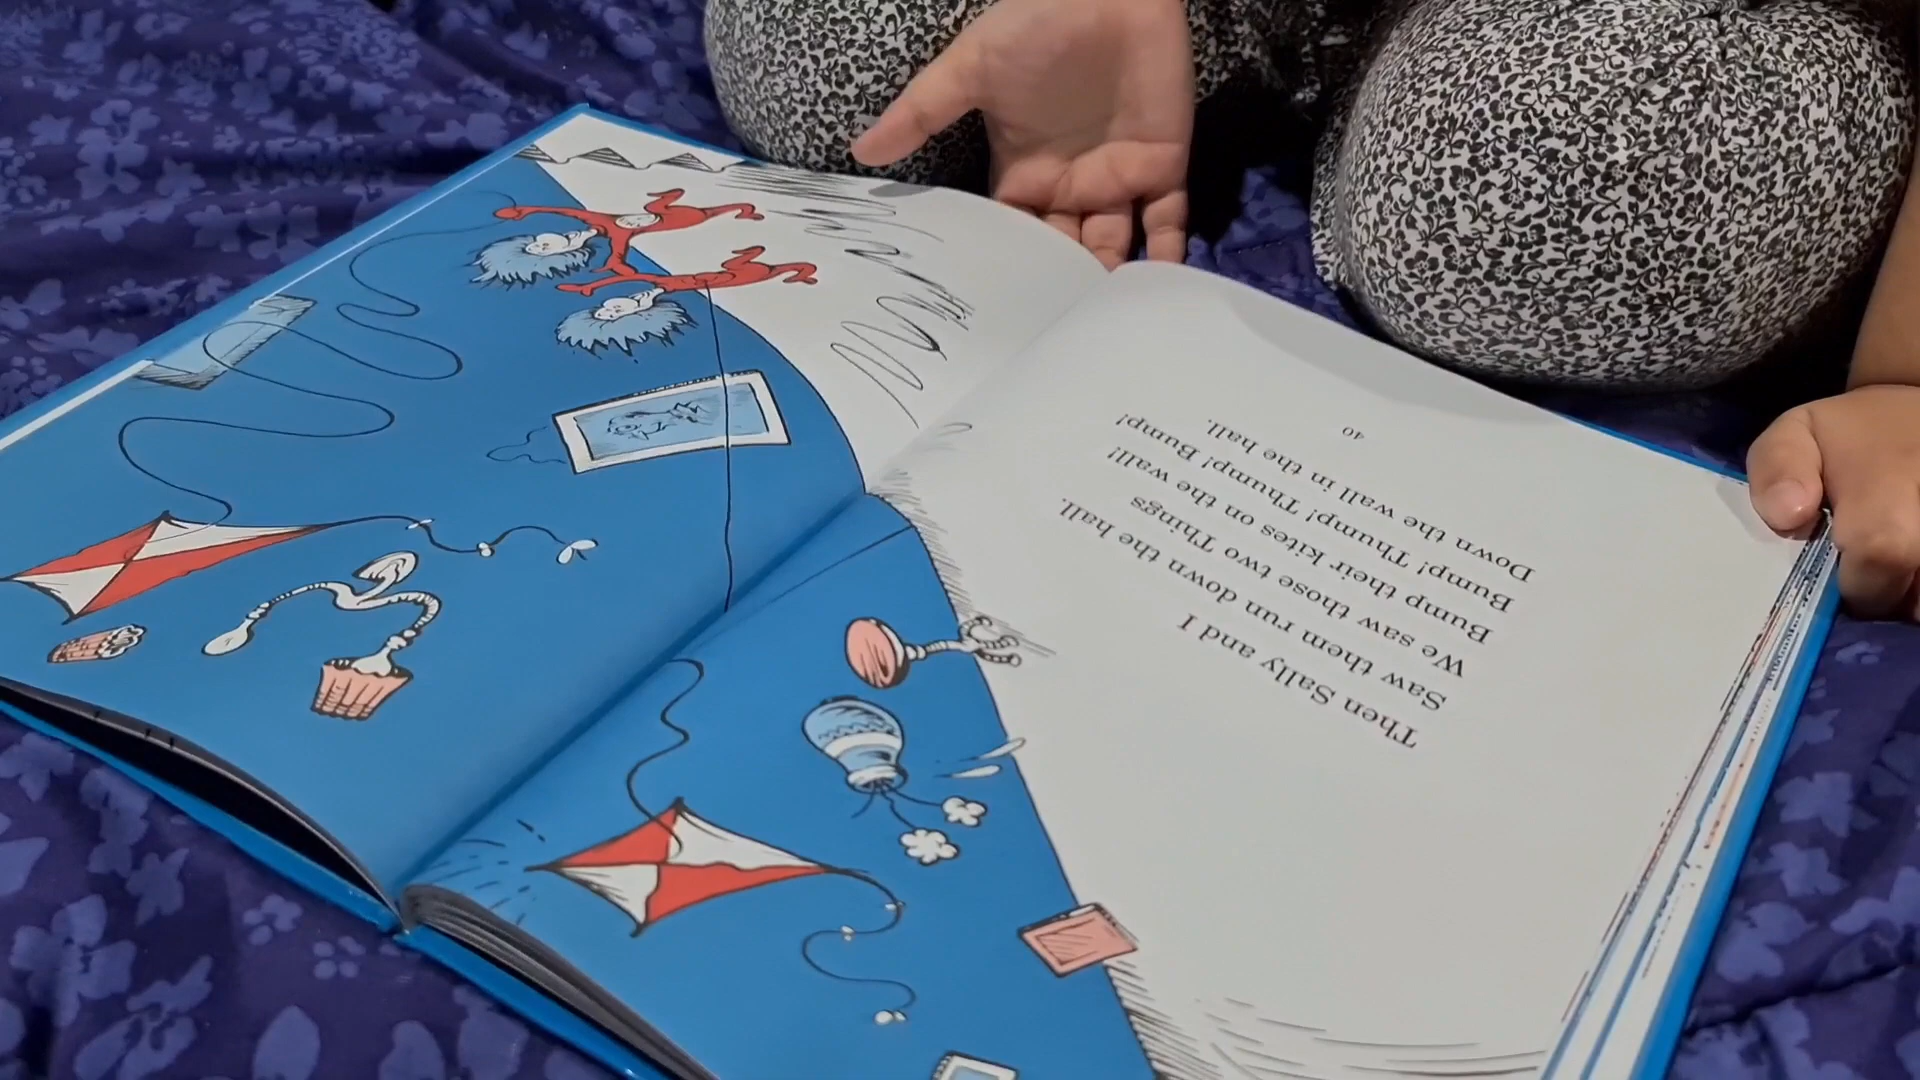 Then Sally and I
Saw them run down the hall.
We saw those two Things
Bump their kites on the wall!
Bump! Thump! Thump! Bump!
Down the wall in the hall.
40